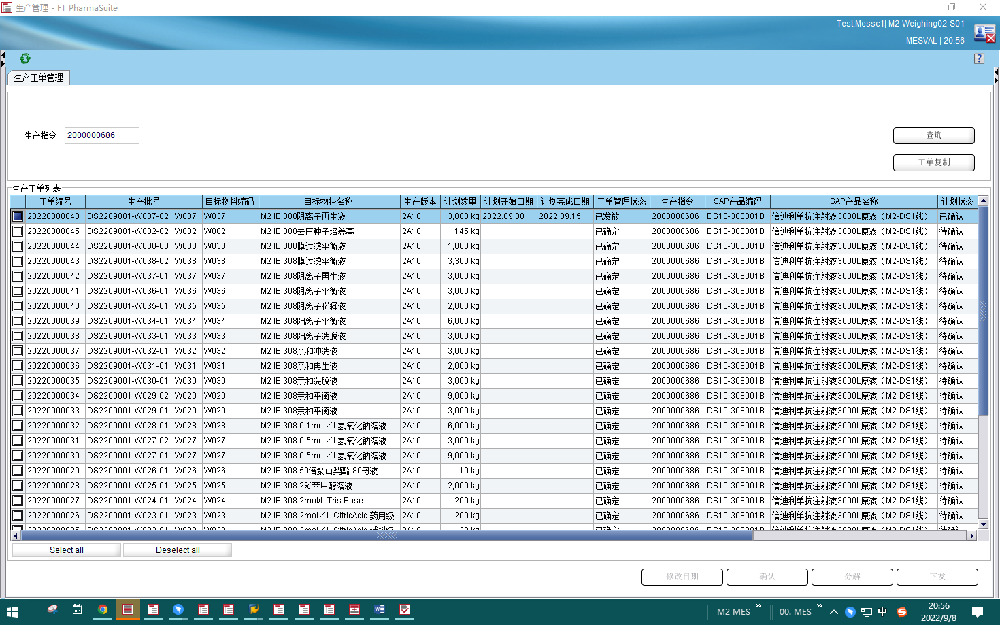 生产管理 - FT PharmaSuite
---Test.Messc1| M2-Weighing02-S01
MESVAL | 20:56
?
生产工单管理
生产指令 2000000686 查询
工单复制
生产工单列表
工单编号 生产批号 目标物料编码 目标物料名称 生产版本 计划数量 计划开始日期 计划完成日期 工单管理状态 生产指令 SAP产品编码 SAP产品名称 计划状态
20220000048 DS2209001-W037-02 W037 W037 M2 IBI308阴离子再生液 2A10 3,000 kg 2022.09.08 2022.09.15 已发放 2000000686 DS10-308001B 信迪利单抗注射液3000L原液（M2-DS1线） 已确认
20220000045 DS2209001-W002-02 W002 W002 M2 IBI308去压种子培养基 2A10 145 kg 已确定 2000000686 DS10-308001B 信迪利单抗注射液3000L原液（M2-DS1线） 待确认
20220000044 DS2209001-W038-03 W038 W038 M2 IBI308膜过滤平衡液 2A10 1,000 kg 已确定 2000000686 DS10-308001B 信迪利单抗注射液3000L原液（M2-DS1线） 待确认
20220000043 DS2209001-W038-02 W038 W038 M2 IBI308膜过滤平衡液 2A10 3,300 kg 已确定 2000000686 DS10-308001B 信迪利单抗注射液3000L原液（M2-DS1线） 待确认
20220000042 DS2209001-W037-01 W037 W037 M2 IBI308阴离子再生液 2A10 3,000 kg 已确定 2000000686 DS10-308001B 信迪利单抗注射液3000L原液（M2-DS1线） 待确认
20220000041 DS2209001-W036-01 W036 W036 M2 IBI308阴离子平衡液 2A10 3,000 kg 已确定 2000000686 DS10-308001B 信迪利单抗注射液3000L原液（M2-DS1线） 待确认
20220000040 DS2209001-W035-01 W035 W035 M2 IBI308阴离子稀释液 2A10 2,000 kg 已确定 2000000686 DS10-308001B 信迪利单抗注射液3000L原液（M2-DS1线） 待确认
20220000039 DS2209001-W034-01 W034 W034 M2 IBI308阳离子平衡液 2A10 6,000 kg 已确定 2000000686 DS10-308001B 信迪利单抗注射液3000L原液（M2-DS1线） 待确认
20220000038 DS2209001-W033-01 W033 W033 M2 IBI308阳离子洗脱液 2A10 3,000 kg 已确定 2000000686 DS10-308001B 信迪利单抗注射液3000L原液（M2-DS1线） 待确认
20220000037 DS2209001-W032-01 W032 W032 M2 IBI308亲和冲洗液 2A10 3,000 kg 已确定 2000000686 DS10-308001B 信迪利单抗注射液3000L原液（M2-DS1线） 待确认
20220000036 DS2209001-W031-01 W031 W031 M2 IBI308亲和再生液 2A10 2,000 kg 已确定 2000000686 DS10-308001B 信迪利单抗注射液3000L原液（M2-DS1线） 待确认
20220000035 DS2209001-W030-01 W030 W030 M2 IBI308亲和洗脱液 2A10 3,000 kg 已确定 2000000686 DS10-308001B 信迪利单抗注射液3000L原液（M2-DS1线） 待确认
20220000034 DS2209001-W029-02 W029 W029 M2 IBI308亲和平衡液 2A10 9,000 kg 已确定 2000000686 DS10-308001B 信迪利单抗注射液3000L原液（M2-DS1线） 待确认
20220000033 DS2209001-W029-01 W029 W029 M2 IBI308亲和平衡液 2A10 3,000 kg 已确定 2000000686 DS10-308001B 信迪利单抗注射液3000L原液（M2-DS1线） 待确认
20220000032 DS2209001-W028-01 W028 W028 M2 IBI308 0.1mol／L氢氧化钠溶液 2A10 6,000 kg 已确定 2000000686 DS10-308001B 信迪利单抗注射液3000L原液（M2-DS1线） 待确认
20220000031 DS2209001-W027-02 W027 W027 M2 IBI308 0.5mol／L氢氧化钠溶液 2A10 3,000 kg 已确定 2000000686 DS10-308001B 信迪利单抗注射液3000L原液（M2-DS1线） 待确认
20220000030 DS2209001-W027-01 W027 W027 M2 IBI308 0.5mol／L氢氧化钠溶液 2A10 9,000 kg 已确定 2000000686 DS10-308001B 信迪利单抗注射液3000L原液（M2-DS1线） 待确认
20220000029 DS2209001-W026-01 W026 W026 M2 IBI308 50倍聚山梨酯-80母液 2A10 10 kg 已确定 2000000686 DS10-308001B 信迪利单抗注射液3000L原液（M2-DS1线） 待确认
20220000028 DS2209001-W025-01 W025 W025 M2 IBI308 2%苯甲醇溶液 2A10 2,000 kg 已确定 2000000686 DS10-308001B 信迪利单抗注射液3000L原液（M2-DS1线） 待确认
20220000027 DS2209001-W024-01 W024 W024 M2 IBI308 2mol/L Tris Base 2A10 200 kg 已确定 2000000686 DS10-308001B 信迪利单抗注射液3000L原液（M2-DS1线） 待确认
20220000026 DS2209001-W023-01 W023 W023 M2 IBI308 2mol／L CitricAcid 药用级 2A10 200 kg 已确定 2000000686 DS10-308001B 信迪利单抗注射液3000L原液（M2-DS1线） 待确认
Select all Deselect all
修改日期 确认 分解 下发
M2 MES 00. MES 中 20:56
2022/9/8